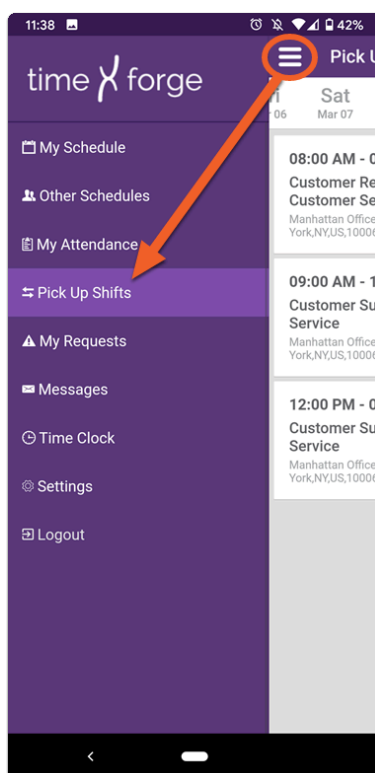 11:38 42%
time forge
Pick U
Sat
06 Mar 07
My Schedule
Other Schedules
My Attendance
Pick Up Shifts
My Requests
Messages
Time Clock
Settings
Logout
08:00 AM - 0
Customer Re
Customer Se
Manhattan Office
York,NY,US,10006
09:00 AM - 1
Customer Su
Service
Manhattan Office
York,NY,US,10006
12:00 PM - 0
Customer Su
Service
Manhattan Office
York,NY,US,10006